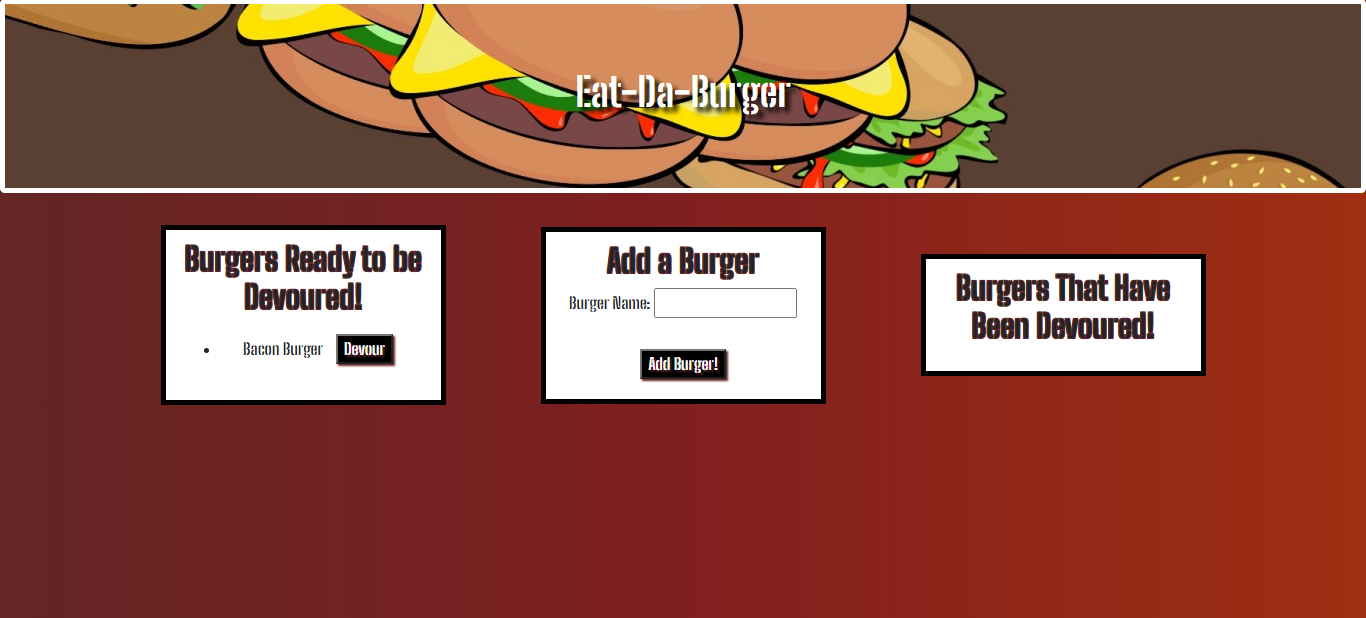 Eat-Da-Burger
Burgers Ready to be
Devoured!
Bacon Burger Devour
Add a Burger
Burger Name:
Add Burger!
Burgers That Have
Been Devoured!